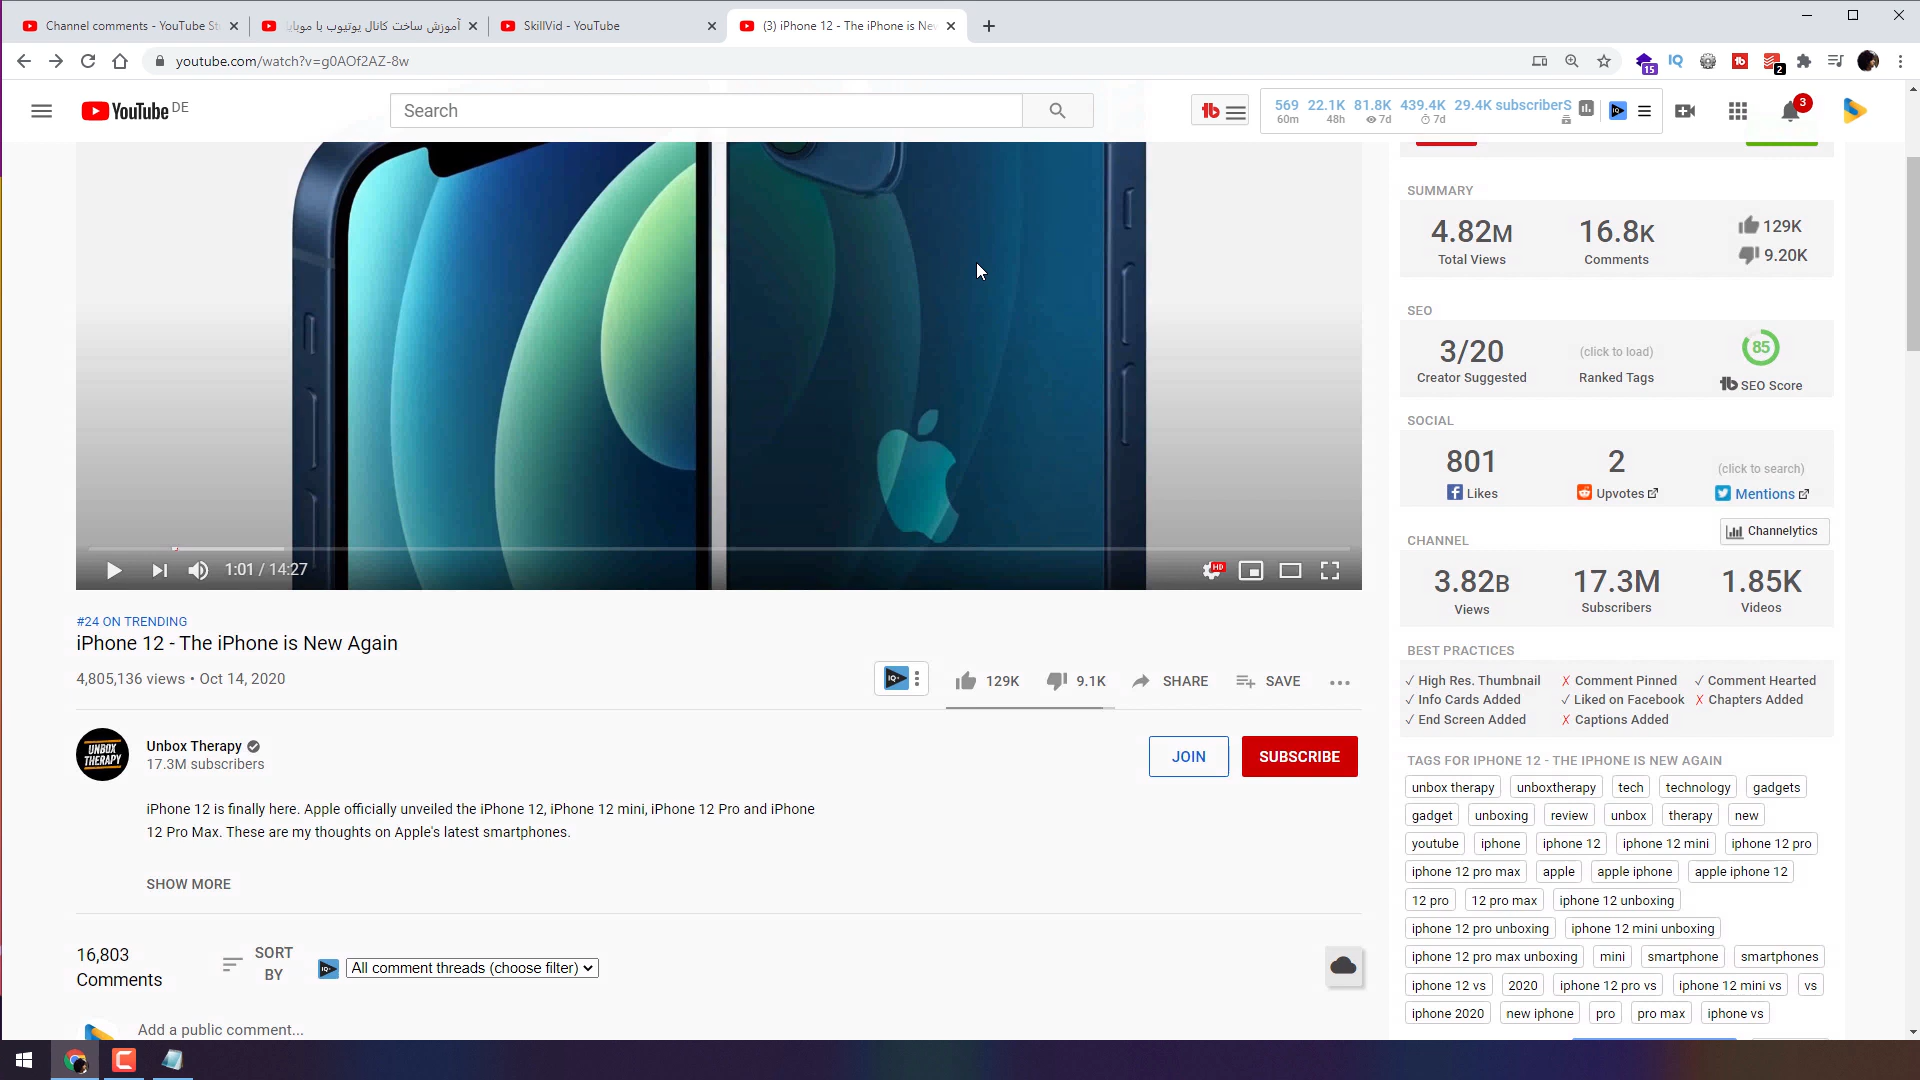 Channel comments - YouTube St
آموزش ساخت کانال یوتیوب با موبایل
SkillVid - YouTube
(3) iPhone 12 - The iPhone is New
youtube.com/watch?v=g0AOf2AZ-8w
15
IQ
tb
2
YouTube DE
Search
tb
569 22.1K 81.8K 439.4K 29.4K subscriberS
60m 48h 7d 7d
3
SUMMARY
4.82M 16.8K 129K
Total Views Comments 9.20K
SEO
3/20 (click to load) 85
Creator Suggested Ranked Tags tb SEO Score
SOCIAL
801 2 (click to search)
Likes Upvotes Mentions
Channelytics
CHANNEL
3.82B 17.3M 1.85K
Views Subscribers Videos
BEST PRACTICES
✓ High Res. Thumbnail ✗ Comment Pinned ✓ Comment Hearted
✓ Info Cards Added ✓ Liked on Facebook ✗ Chapters Added
✓ End Screen Added ✗ Captions Added
TAGS FOR IPHONE 12 - THE IPHONE IS NEW AGAIN
unbox therapy unboxtherapy tech technology gadgets
gadget unboxing review unbox therapy new
youtube iphone iphone 12 iphone 12 mini iphone 12 pro
iphone 12 pro max apple apple iphone apple iphone 12
12 pro 12 pro max iphone 12 unboxing
iphone 12 pro unboxing iphone 12 mini unboxing
iphone 12 pro max unboxing mini smartphone smartphones
iphone 12 vs 2020 iphone 12 pro vs iphone 12 mini vs vs
iphone 2020 new iphone pro pro max iphone vs
1:01 / 14:27
HD
#24 ON TRENDING
iPhone 12 - The iPhone is New Again
4,805,136 views • Oct 14, 2020
IQ 129K 9.1K SHARE SAVE
UNBOX THERAPY
Unbox Therapy
17.3M subscribers
JOIN SUBSCRIBE
iPhone 12 is finally here. Apple officially unveiled the iPhone 12, iPhone 12 mini, iPhone 12 Pro and iPhone
12 Pro Max. These are my thoughts on Apple's latest smartphones.
SHOW MORE
16,803
Comments
SORT
BY
All comment threads (choose filter)
Add a public comment...